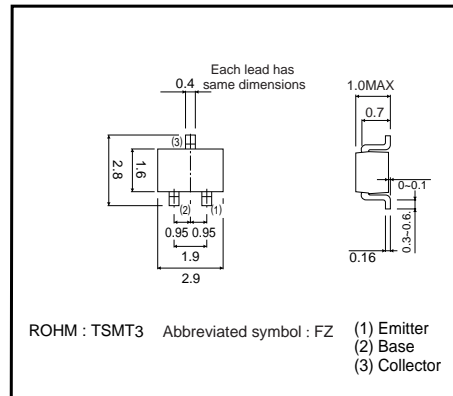 Each lead has
same dimensions
0.4
1.0MAX
0.7
(3)
2.8
1.6
0~0.1
(2)
(1)
0.3~0.6
0.95 0.95
0.16
1.9
2.9
ROHM : TSMT3 Abbreviated symbol : FZ
(1) Emitter
(2) Base
(3) Collector